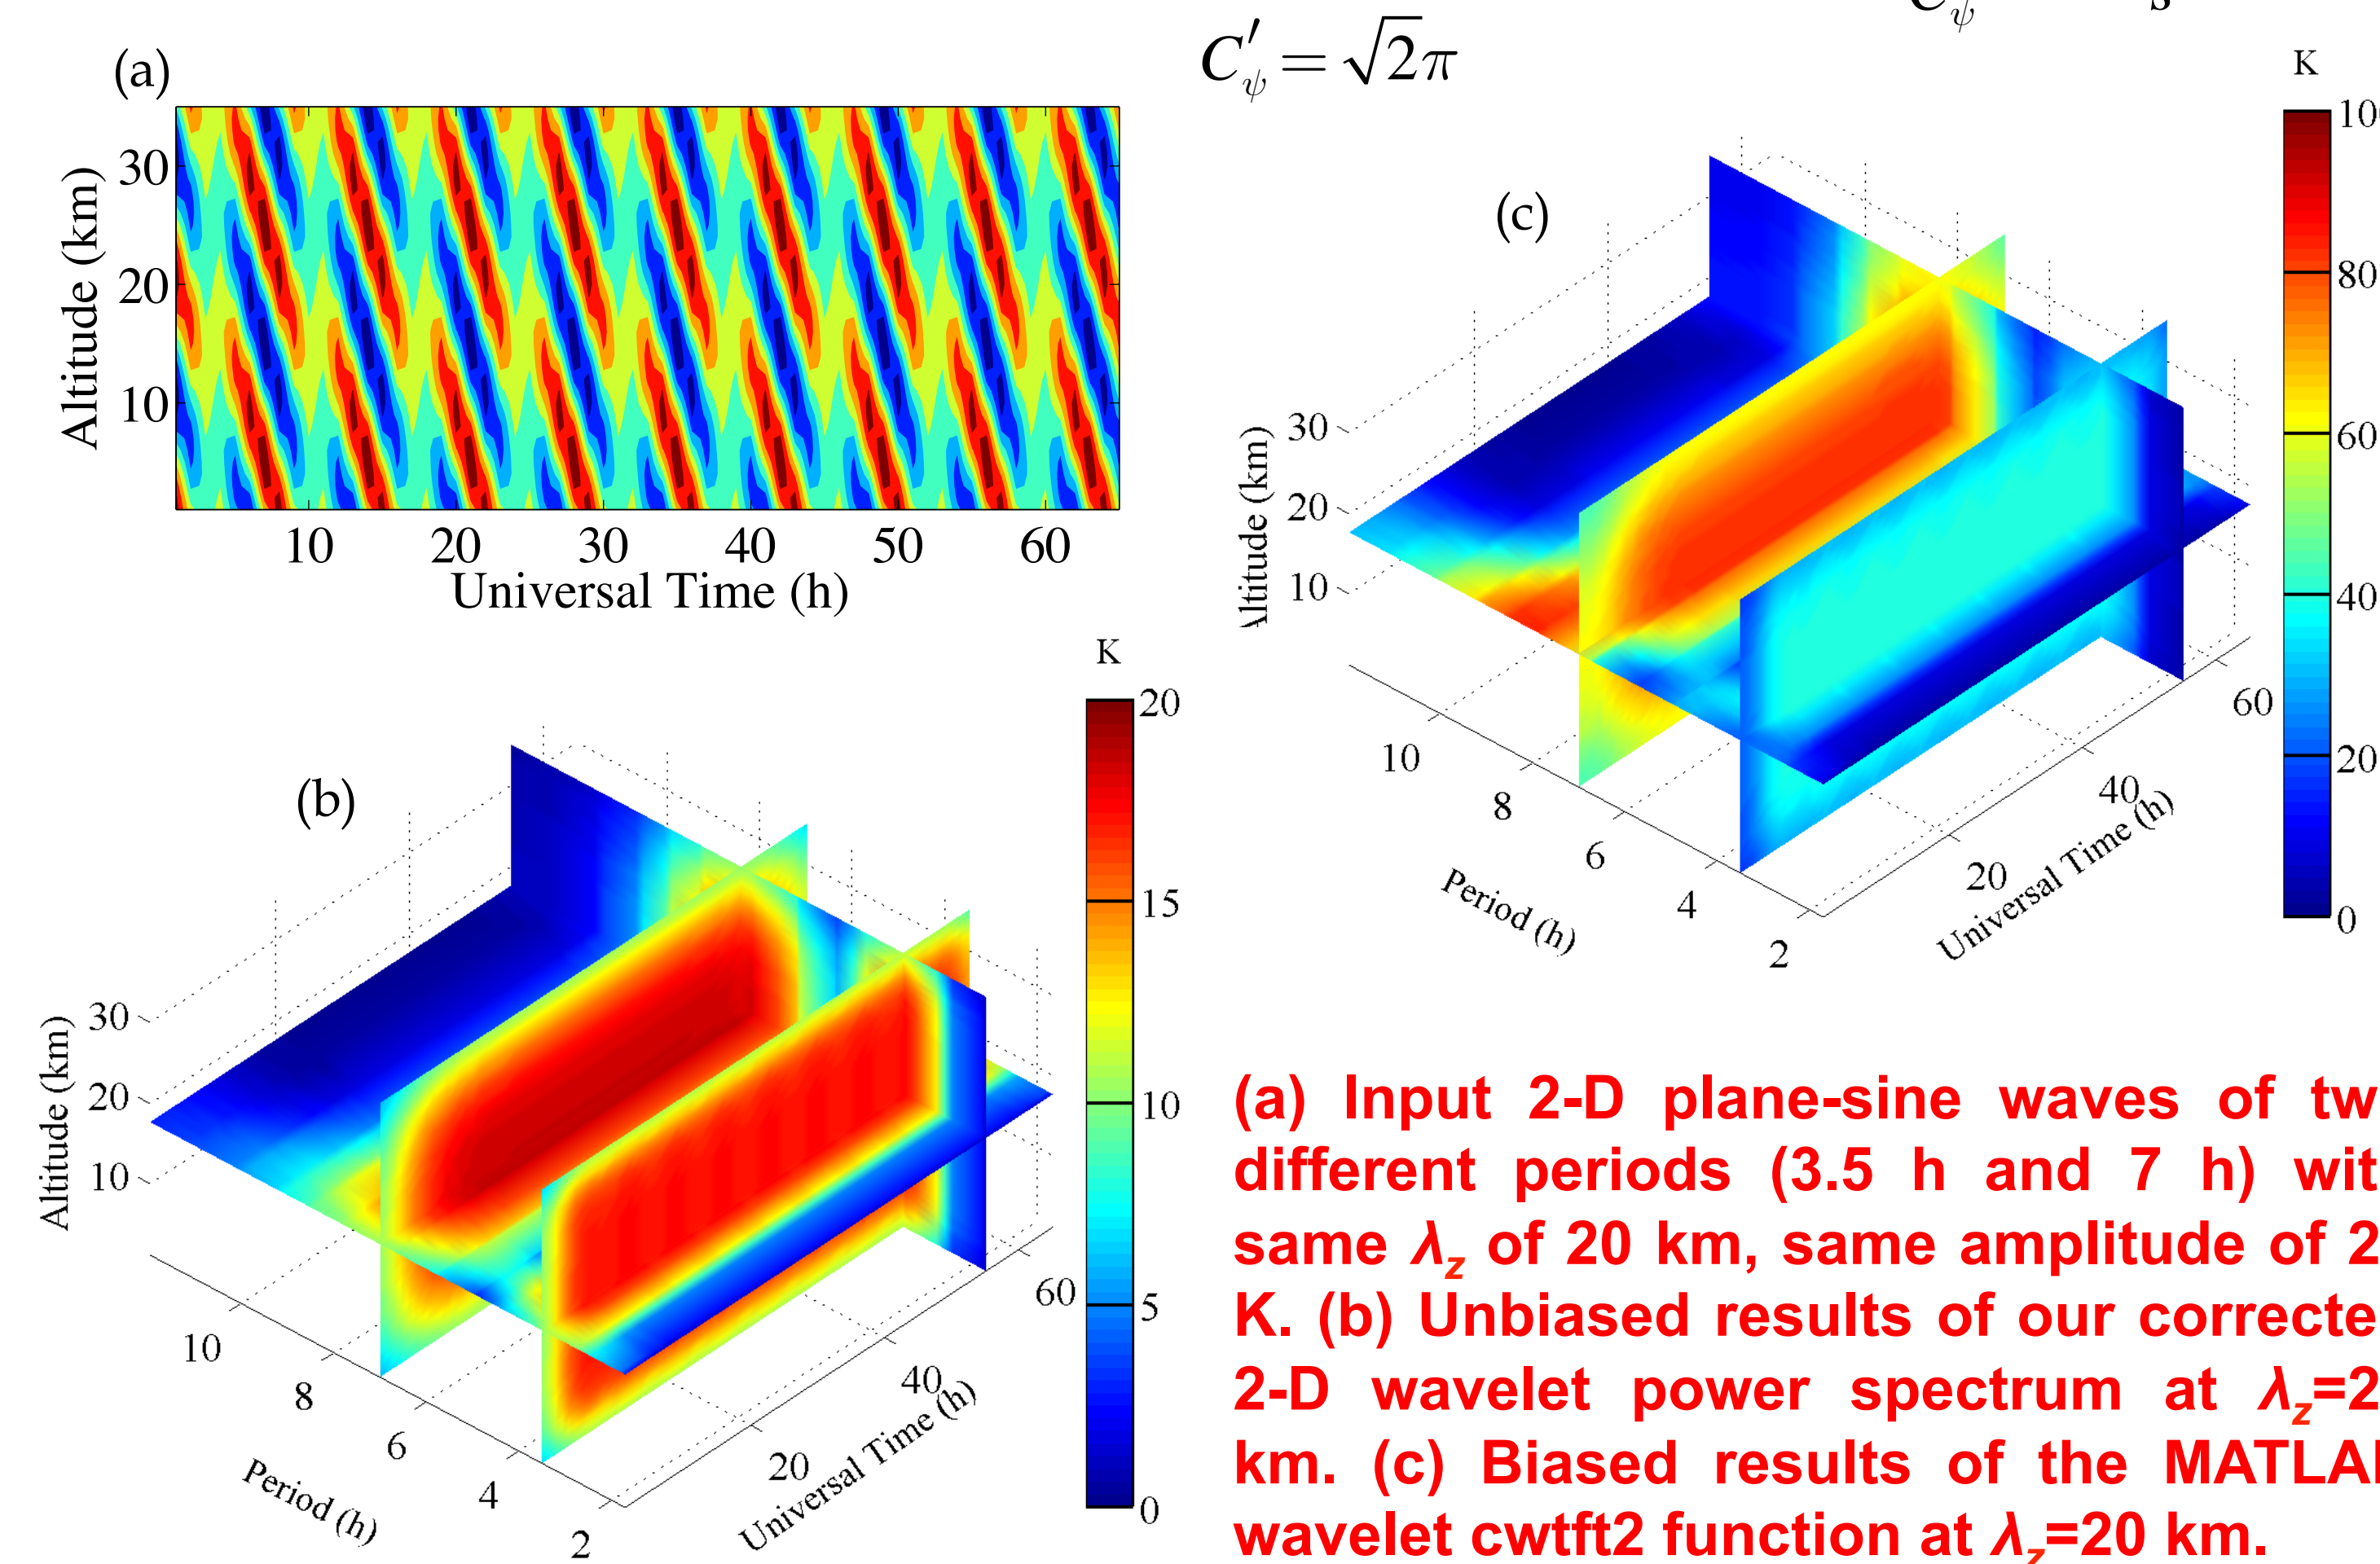 C′ψ = √2π
Cψ s
(a)
Altitude (km)
30
20
10
10 20 30 40 50 60
Universal Time (h)
(c)
K
80
60
40
20
0
30
20
10
10
8
6
4
2
Period (h)
20
40
60
Universal Time (h)
(b)
K
20
15
10
5
0
Altitude (km)
30
20
10
10
8
6
4
2
Period (h)
20
40
60
Universal Time (h)
(a) Input 2-D plane-sine waves of tw
different periods (3.5 h and 7 h) wit
same λz of 20 km, same amplitude of 2
K. (b) Unbiased results of our correcte
2-D wavelet power spectrum at λz=2
km. (c) Biased results of the MATLA
wavelet cwtft2 function at λz=20 km.